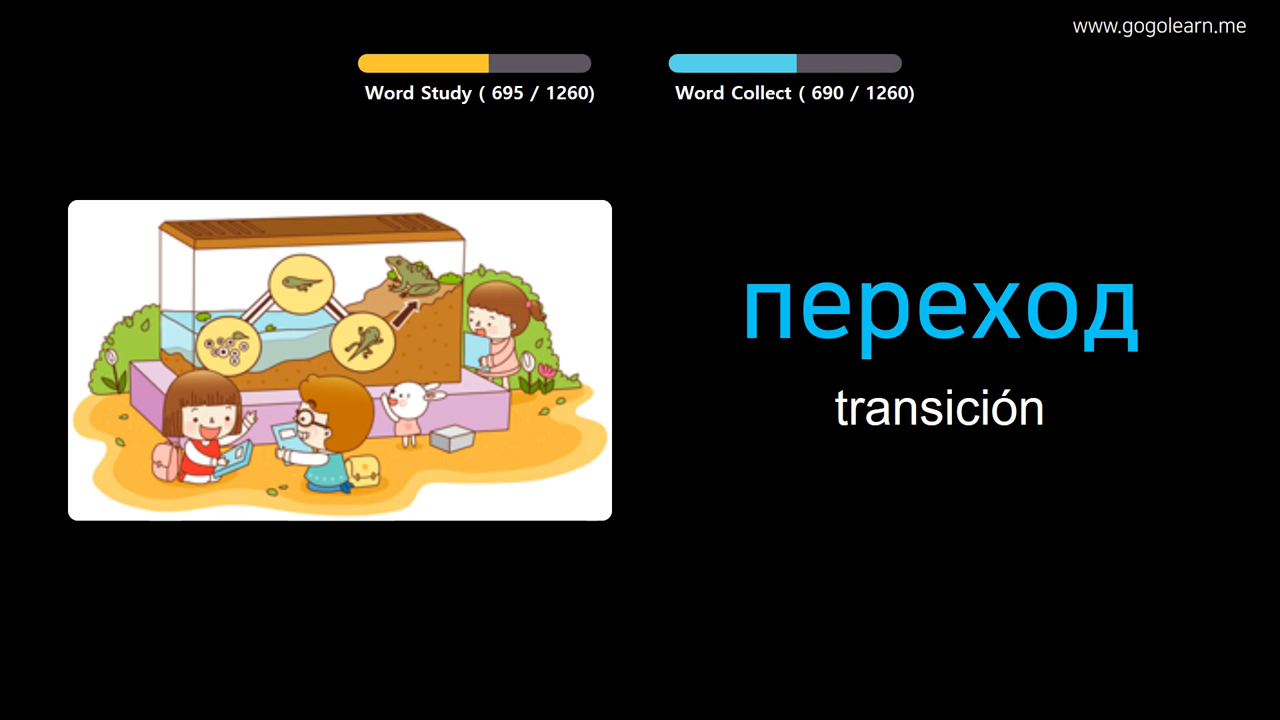 www.gogolearn.me
Word Study ( 695 / 1260)
Word Collect ( 690 / 1260)
переход
transición